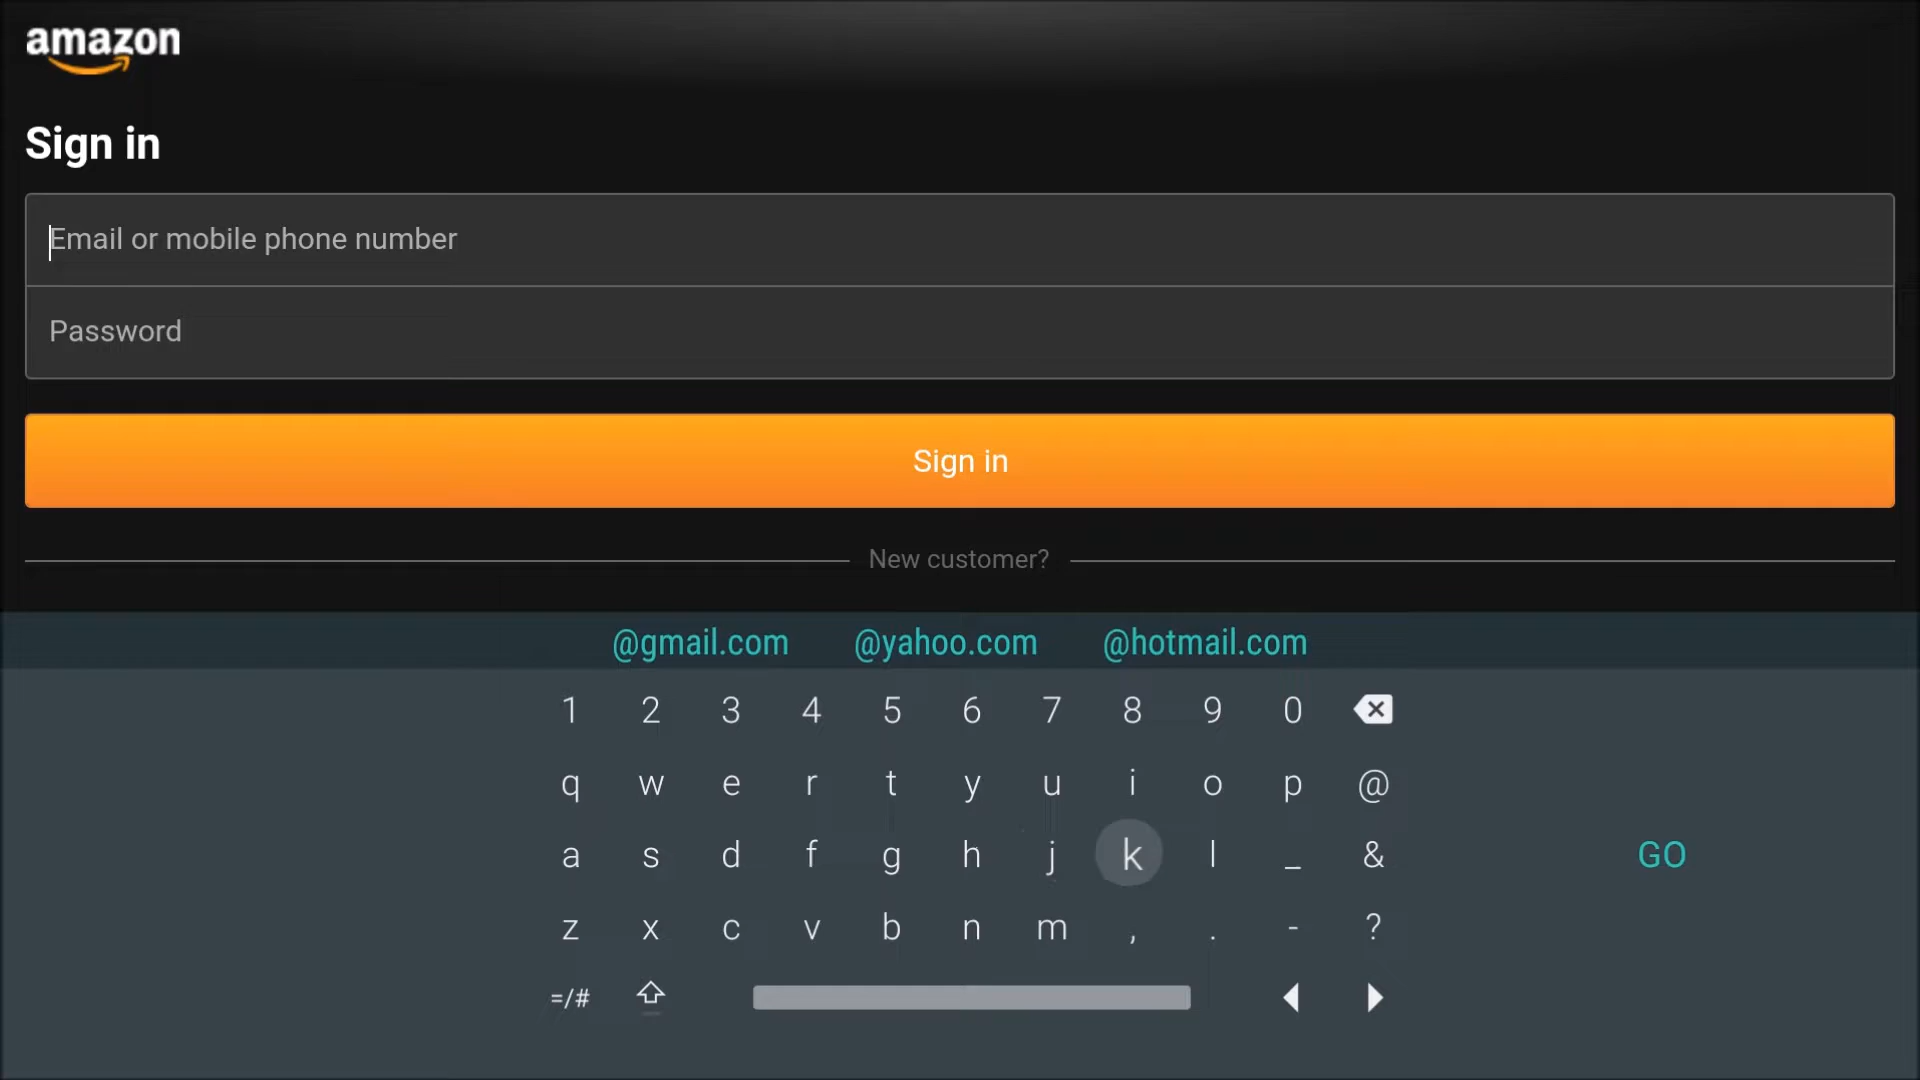 amazon
Sign in
Email or mobile phone number
Password
Sign in
New customer?
@gmail.com @yahoo.com @hotmail.com
1 2 3 4 5 6 7 8 9 0
q w e r t y u i o p @
a s d f g h j k l _ & GO
z x c v b n m , . - ?
=/#